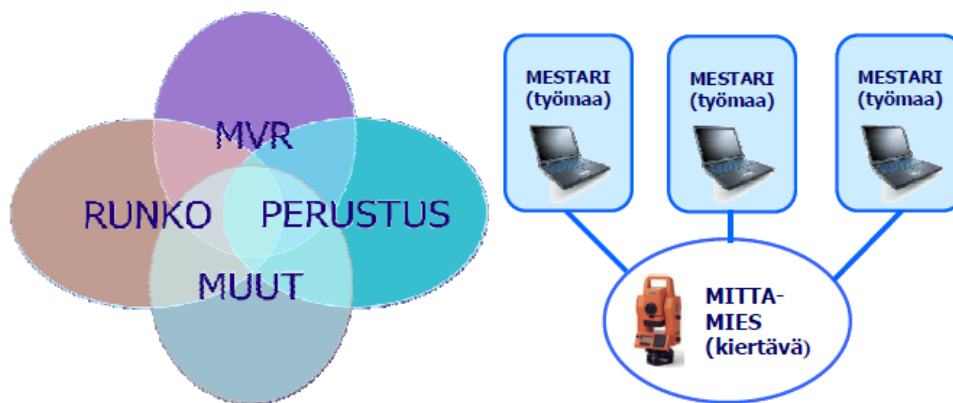 MVR
RUNKO
PERUSTUS
MUUT
MESTARI
(työmaa)
MESTARI
(työmaa)
MESTARI
(työmaa)
MITTA-
MIES
(kiertävä)